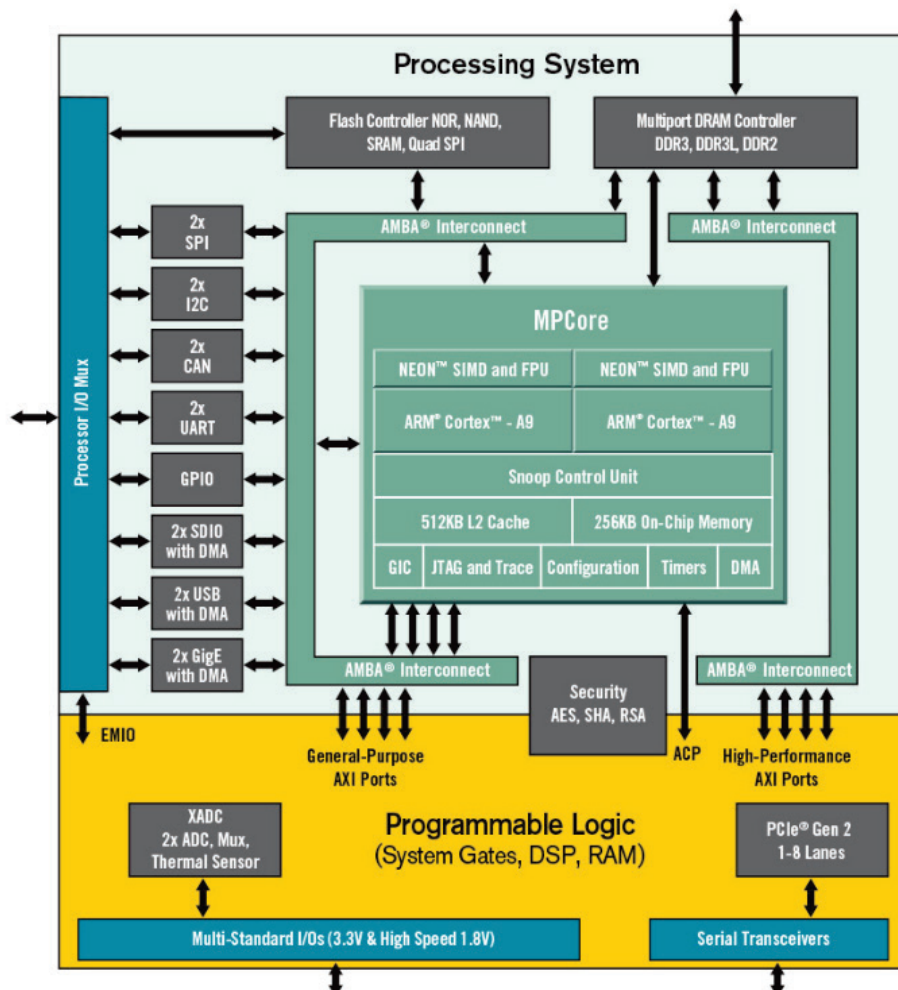 Processing System
Flash Controller NOR, NAND,
SRAM, Quad SPI
Multiport DRAM Controller
DDR3, DDR3L, DDR2
AMBA® Interconnect
AMBA® Interconnect
Processor I/O Mux
2x
SPI
2x
I2C
2x
CAN
2x
UART
GPIO
2x SDIO
with DMA
2x USB
with DMA
2x GigE
with DMA
MPCore
NEON™ SIMD and FPU
NEON™ SIMD and FPU
ARM® Cortex™ - A9
ARM® Cortex™ - A9
Snoop Control Unit
512KB L2 Cache
256KB On-Chip Memory
GIC
JTAG and Trace
Configuration
Timers
DMA
AMBA® Interconnect
AMBA® Interconnect
Security
AES, SHA, RSA
EMIO
General-Purpose
AXI Ports
ACP
High-Performance
AXI Ports
XADC
2x ADC, Mux,
Thermal Sensor
Programmable Logic
(System Gates, DSP, RAM)
PCIe® Gen 2
1-8 Lanes
Multi-Standard I/Os (3.3V & High Speed 1.8V)
Serial Transceivers